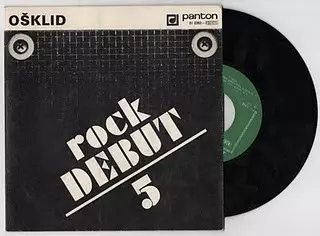 OŠKLID
panton
rock
DEBUT
5